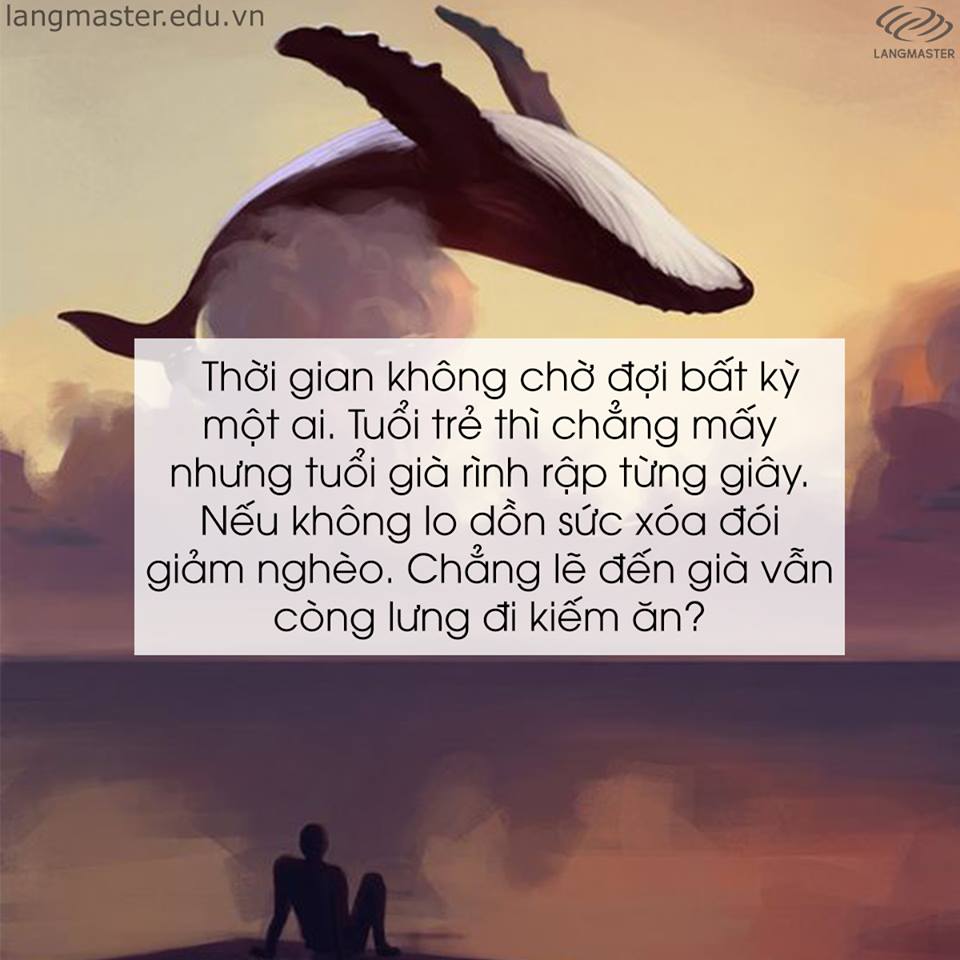 langmaster.edu.vn
LANGMASTER
Thời gian không chờ đợi bất kỳ
một ai. Tuổi trẻ thì chẳng mấy
nhưng tuổi già rình rập từng giây.
Nếu không lo dồn sức xóa đói
giảm nghèo. Chẳng lẽ đến già vẫn
còng lưng đi kiếm ăn?